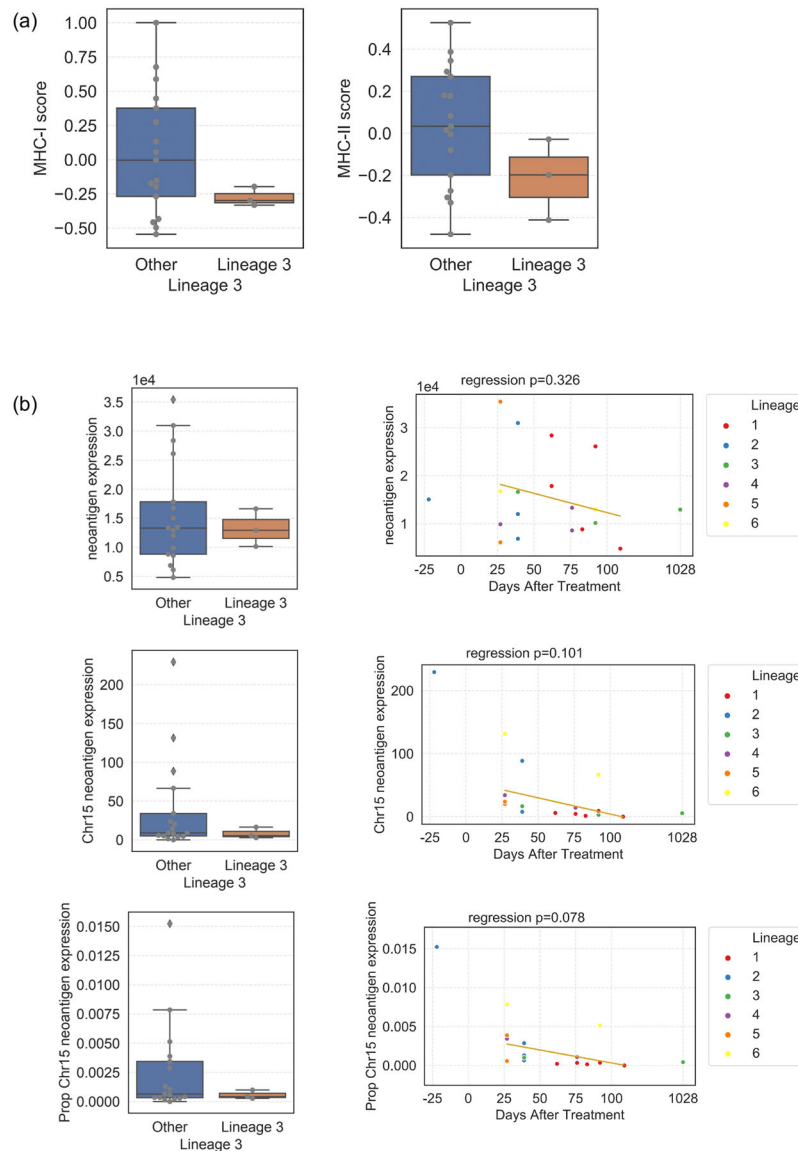 (a)
MHC-I score
1.00
0.75
0.50
0.25
0.00
−0.25
−0.50
Other
Lineage 3
Lineage 3
MHC-II score
0.4
0.2
0.0
−0.2
−0.4
Other
Lineage 3
Lineage 3
(b)
1e4
neoantigen expression
3.5
3.0
2.5
2.0
1.5
1.0
0.5
Other
Lineage 3
Lineage 3
regression p=0.326
1e4
neoantigen expression
3
2
1
-25
0
25
50
75
100
1028
Days After Treatment
Lineage
1
2
3
4
5
6
Chr15 neoantigen expression
200
150
100
50
0
Other
Lineage 3
Lineage 3
regression p=0.101
Chr15 neoantigen expression
200
100
0
-25
0
25
50
75
100
1028
Days After Treatment
Lineage
1
2
3
4
5
6
Prop Chr15 neoantigen expression
0.0150
0.0125
0.0100
0.0075
0.0050
0.0025
0.0000
Other
Lineage 3
Lineage 3
regression p=0.078
Prop Chr15 neoantigen expression
0.015
0.010
0.005
0.000
-25
0
25
50
75
100
1028
Days After Treatment
Lineage
1
2
3
4
5
6